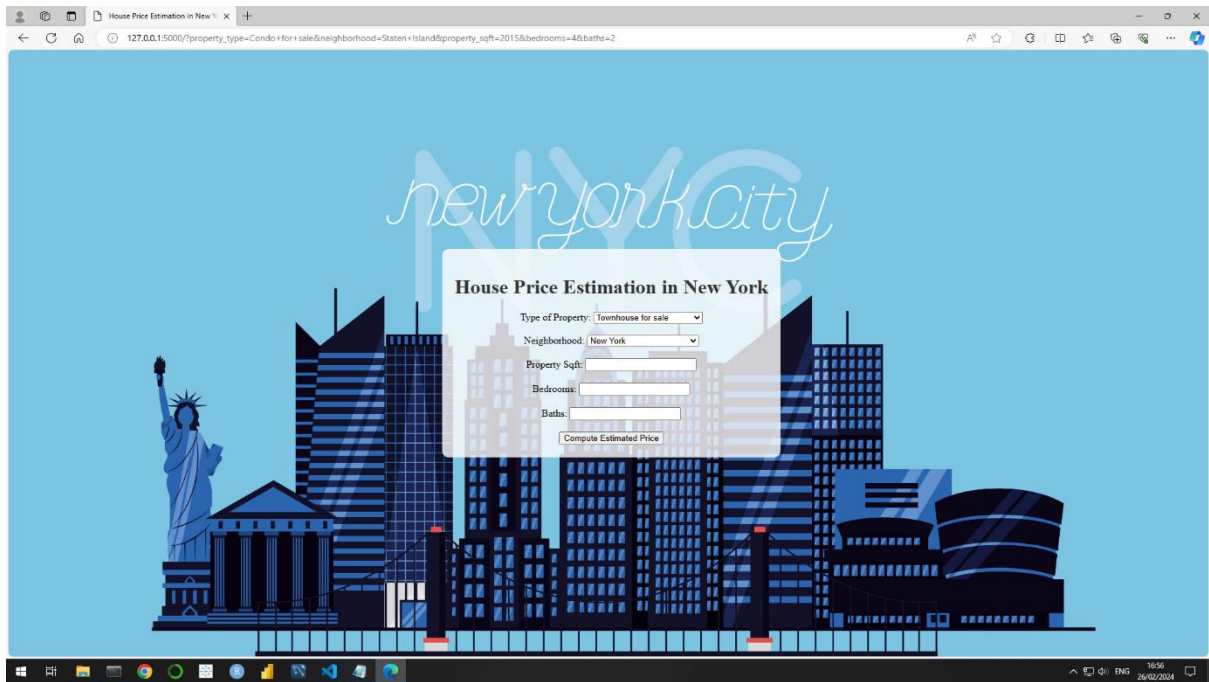 House Price Estimation in New Y
127.0.0.1:5000/?property_type=Condo+for+sale&neighborhood=Staten+Island&property_sqft=2015&bedrooms=4&baths=2
NYC
new york city
House Price Estimation in New York
Type of Property: Townhouse for sale
Neighborhood: New York
Property Sqft:
Bedrooms:
Baths:
Compute Estimated Price
ENG
16:56
26/02/2024